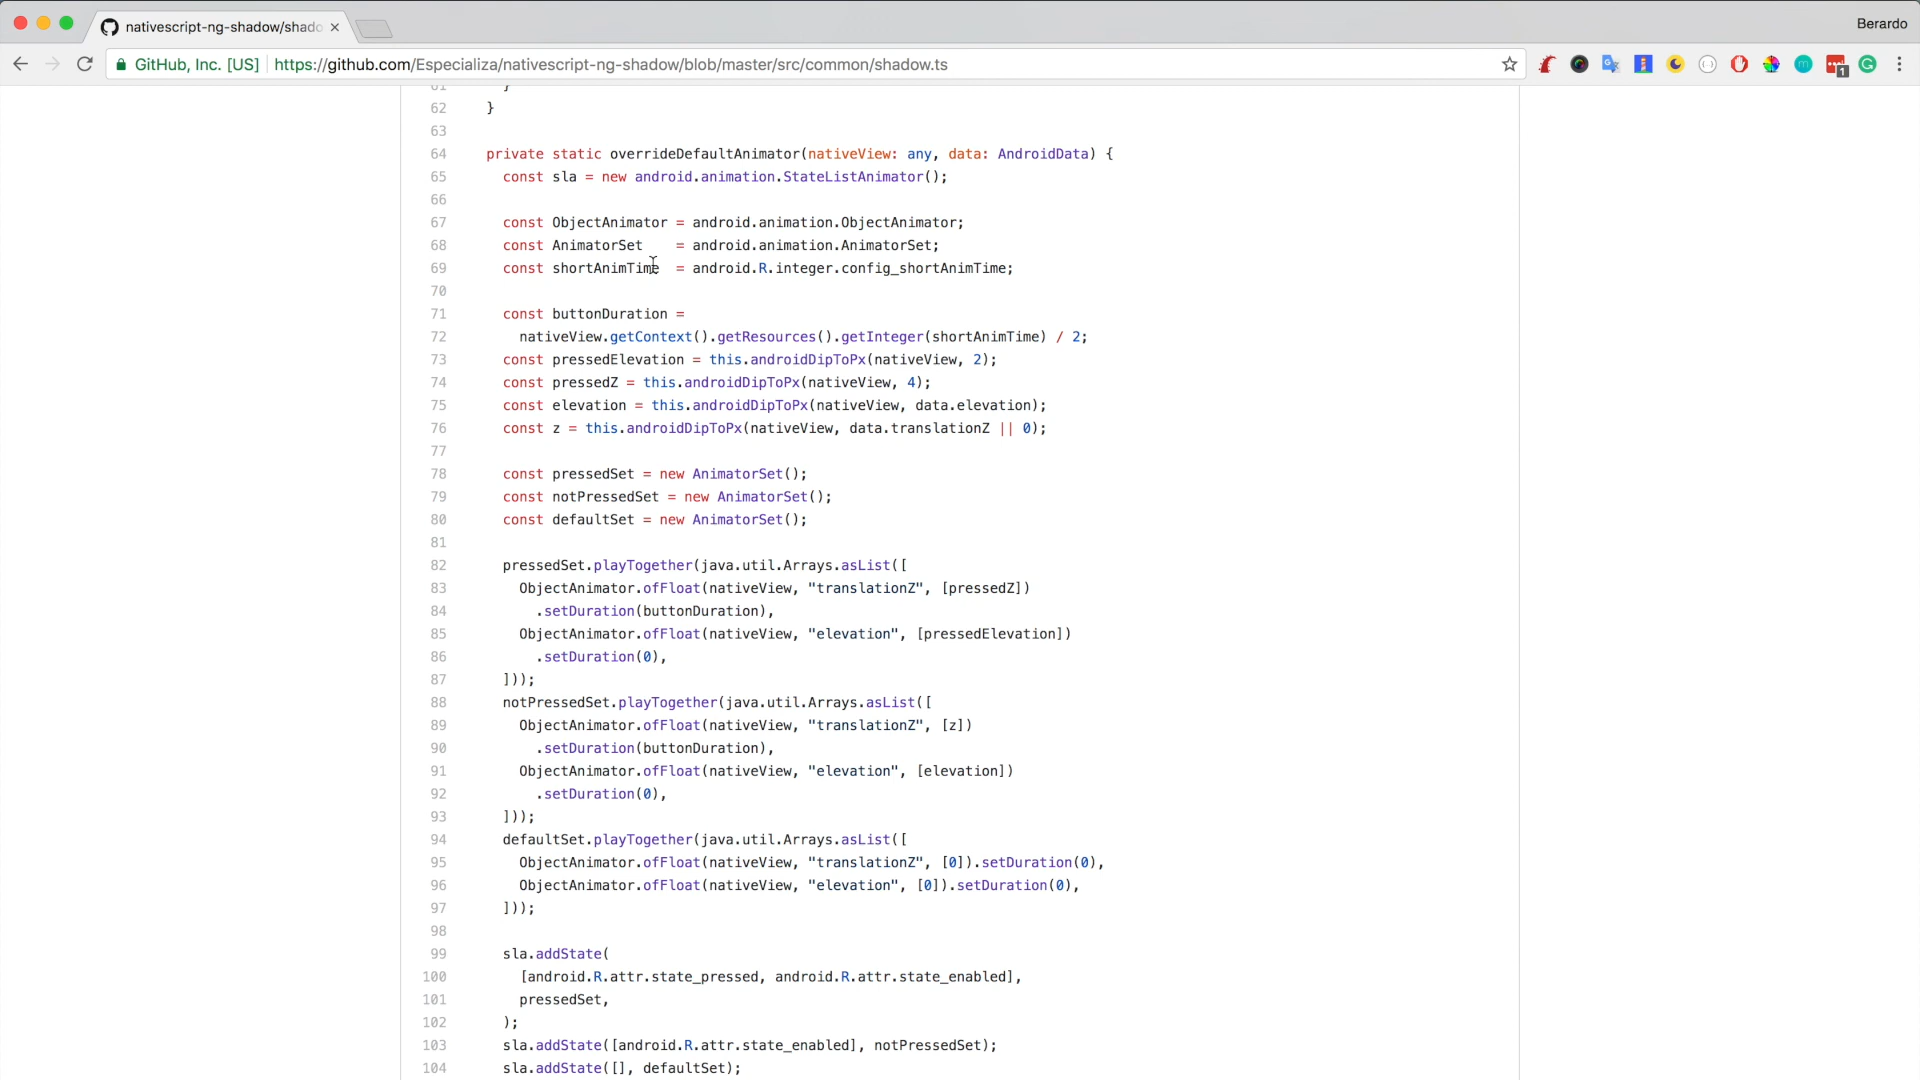 nativescript-ng-shadow/shado
Berardo
GitHub, Inc. [US] https://github.com/Especializa/nativescript-ng-shadow/blob/master/src/common/shadow.ts
1
61 }
62 }
63
64 private static overrideDefaultAnimator(nativeView: any, data: AndroidData) {
65 const sla = new android.animation.StateListAnimator();
66
67 const ObjectAnimator = android.animation.ObjectAnimator;
68 const AnimatorSet    = android.animation.AnimatorSet;
69 const shortAnimTime  = android.R.integer.config_shortAnimTime;
70
71 const buttonDuration =
72 nativeView.getContext().getResources().getInteger(shortAnimTime) / 2;
73 const pressedElevation = this.androidDipToPx(nativeView, 2);
74 const pressedZ = this.androidDipToPx(nativeView, 4);
75 const elevation = this.androidDipToPx(nativeView, data.elevation);
76 const z = this.androidDipToPx(nativeView, data.translationZ || 0);
77
78 const pressedSet = new AnimatorSet();
79 const notPressedSet = new AnimatorSet();
80 const defaultSet = new AnimatorSet();
81
82 pressedSet.playTogether(java.util.Arrays.asList([
83 ObjectAnimator.ofFloat(nativeView, "translationZ", [pressedZ])
84 .setDuration(buttonDuration),
85 ObjectAnimator.ofFloat(nativeView, "elevation", [pressedElevation])
86 .setDuration(0),
87 ]));
88 notPressedSet.playTogether(java.util.Arrays.asList([
89 ObjectAnimator.ofFloat(nativeView, "translationZ", [z])
90 .setDuration(buttonDuration),
91 ObjectAnimator.ofFloat(nativeView, "elevation", [elevation])
92 .setDuration(0),
93 ]));
94 defaultSet.playTogether(java.util.Arrays.asList([
95 ObjectAnimator.ofFloat(nativeView, "translationZ", [0]).setDuration(0),
96 ObjectAnimator.ofFloat(nativeView, "elevation", [0]).setDuration(0),
97 ]));
98
99 sla.addState(
100 [android.R.attr.state_pressed, android.R.attr.state_enabled],
101 pressedSet,
102 );
103 sla.addState([android.R.attr.state_enabled], notPressedSet);
104 sla.addState([], defaultSet);